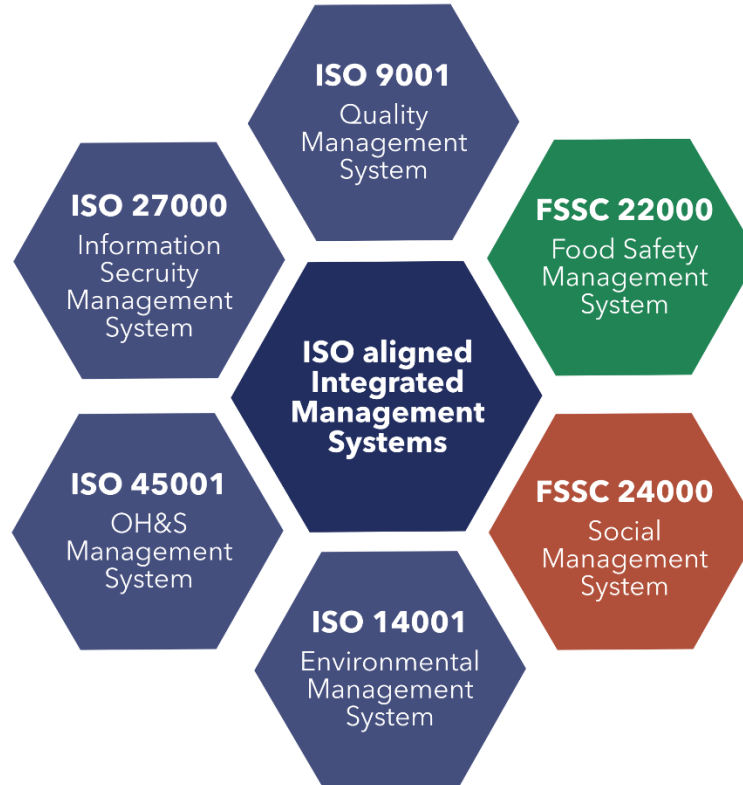 ISO 9001
Quality
Management
System
ISO 27000
Information
Secruity
Management
System
FSSC 22000
Food Safety
Management
System
ISO aligned
Integrated
Management
Systems
ISO 45001
OH&S
Management
System
FSSC 24000
Social
Management
System
ISO 14001
Environmental
Management
System